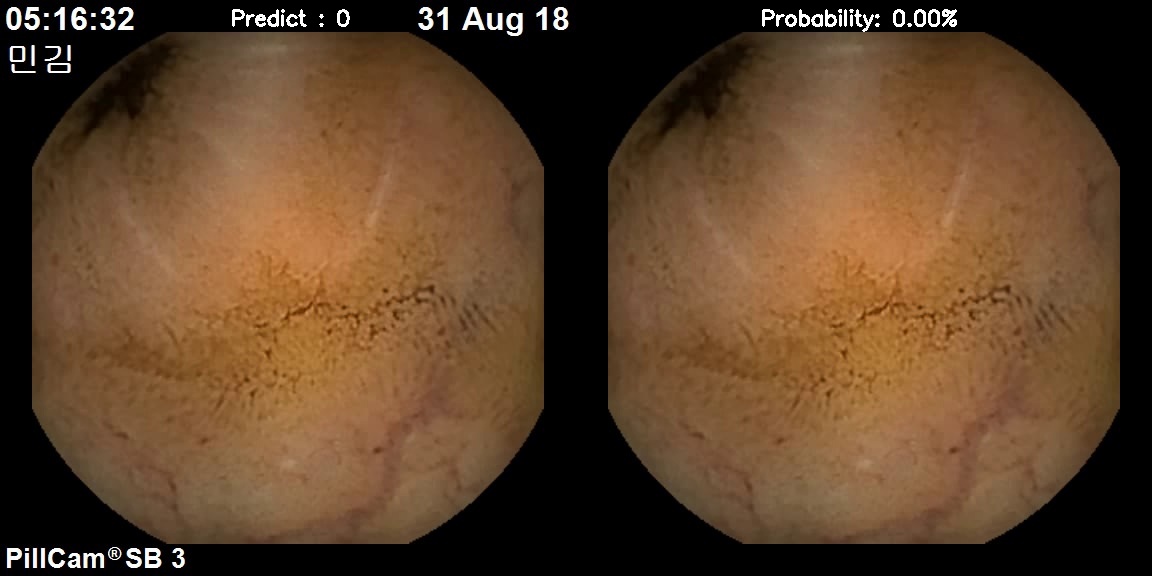 05:16:32 Predict : 0 31 Aug 18 Probability: 0.00%
민김
PillCam® SB 3